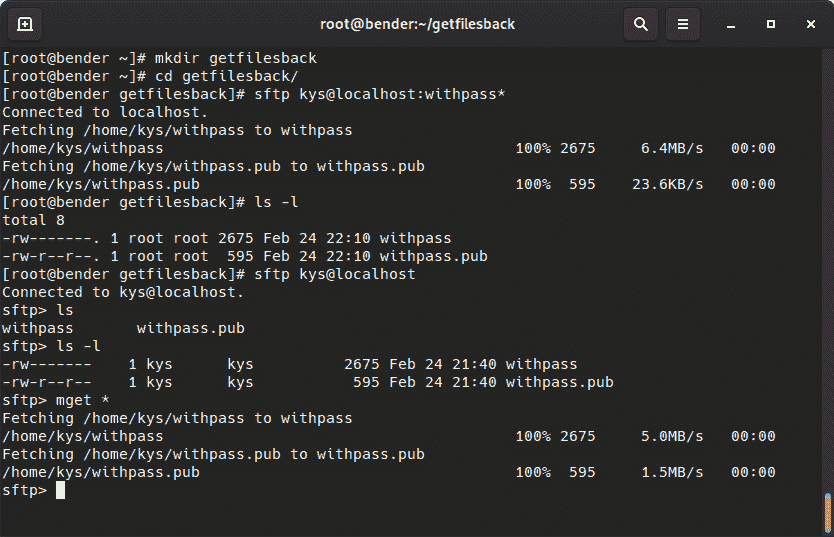 root@bender:~/getfilesback
[root@bender ~]# mkdir getfilesback
[root@bender ~]# cd getfilesback/
[root@bender getfilesback]# sftp kys@localhost:withpass*
Connected to localhost.
Fetching /home/kys/withpass to withpass
/home/kys/withpass                                       100% 2675     6.4MB/s   00:00
Fetching /home/kys/withpass.pub to withpass.pub
/home/kys/withpass.pub                                   100%  595    23.6KB/s   00:00
[root@bender getfilesback]# ls -l
total 8
-rw-------. 1 root root 2675 Feb 24 22:10 withpass
-rw-r--r--. 1 root root  595 Feb 24 22:10 withpass.pub
[root@bender getfilesback]# sftp kys@localhost
Connected to kys@localhost.
sftp> ls
withpass       withpass.pub
sftp> ls -l
-rw-------    1 kys      kys          2675 Feb 24 21:40 withpass
-rw-r--r--    1 kys      kys           595 Feb 24 21:40 withpass.pub
sftp> mget *
Fetching /home/kys/withpass to withpass
/home/kys/withpass                                       100% 2675     5.0MB/s   00:00
Fetching /home/kys/withpass.pub to withpass.pub
/home/kys/withpass.pub                                   100%  595     1.5MB/s   00:00
sftp>